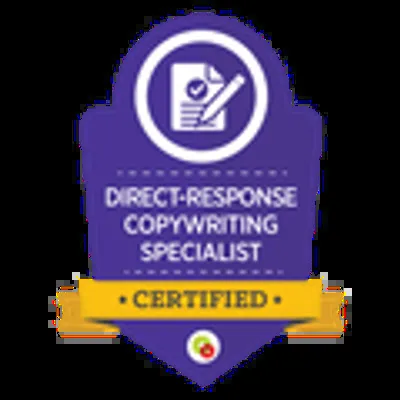 DIRECT-RESPONSE
COPYWRITING
SPECIALIST
• CERTIFIED •